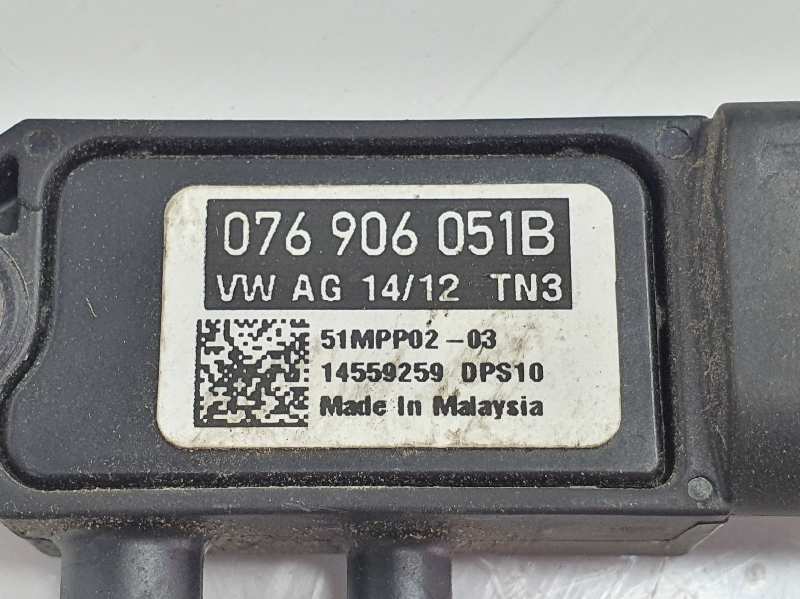 076 906 051B
VW AG 14/12 TN3
51MPP02-03
14559259 DPS10
Made In Malaysia